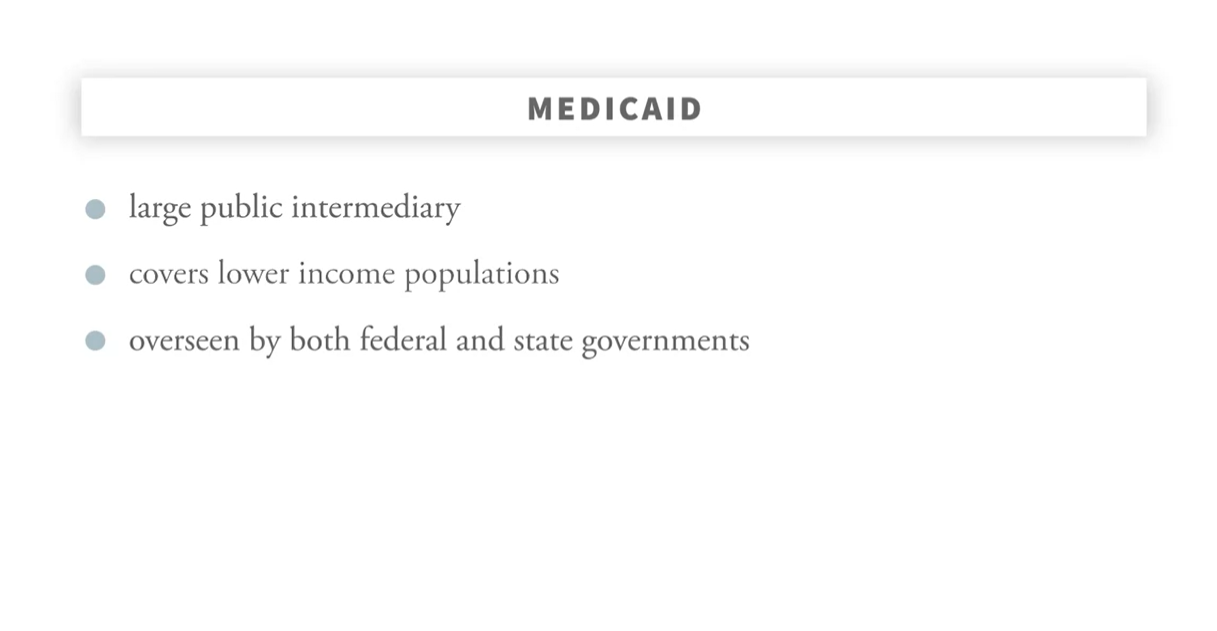 MEDICAID
large public intermediary
covers lower income populations
overseen by both federal and state governments